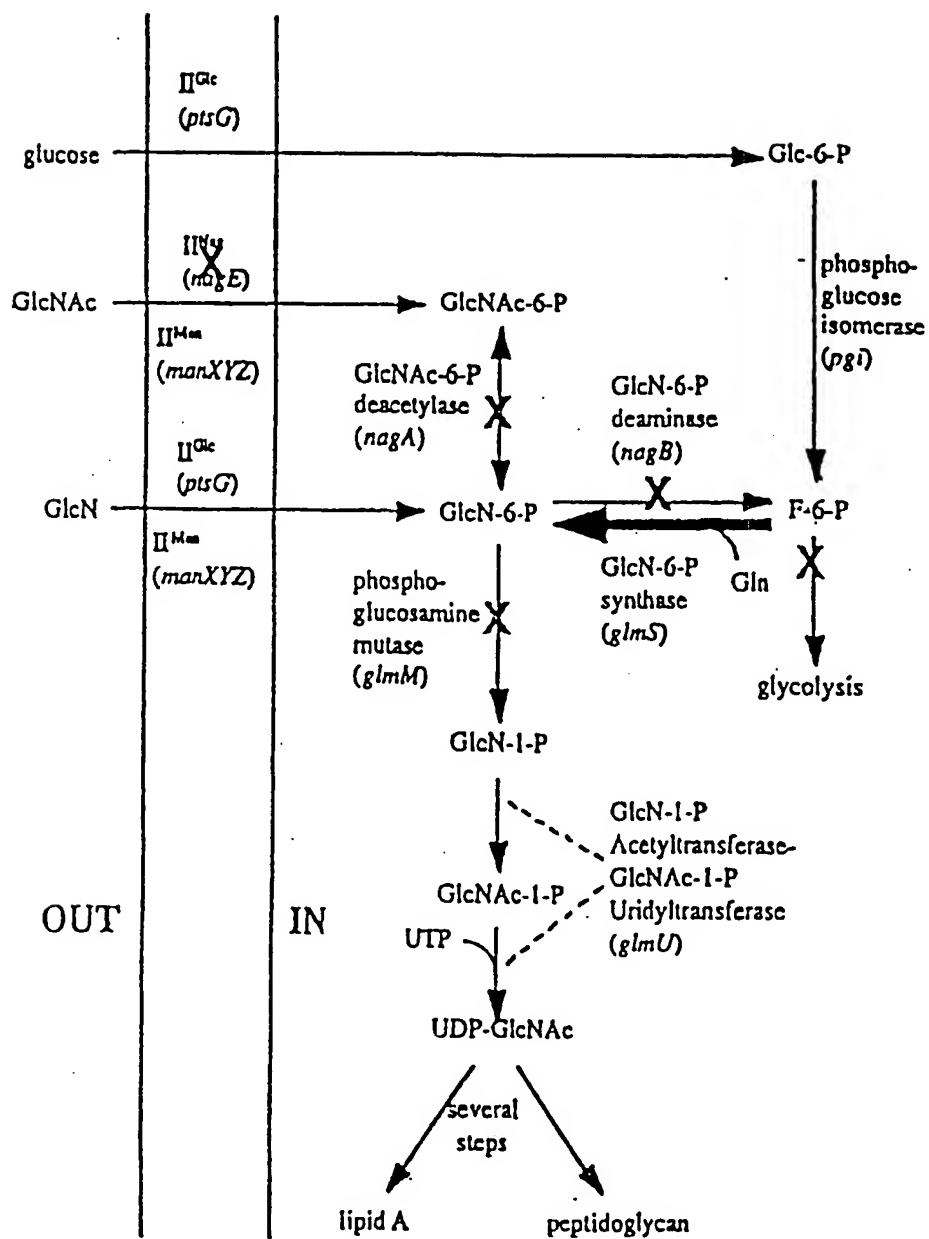 II^Glc
(ptsG)
glucose
Glc-6-P
(nagE)
GlcNAc
GlcNAc-6-P
II^Man
(manXYZ)
phospho-
glucose
isomerase
(pgi)
GlcNAc-6-P
deacetylase
(nagA)
GlcN-6-P
deaminase
(nagB)
II^Glc
(ptsG)
GlcN
GlcN-6-P
F-6-P
II^Man
(manXYZ)
GlcN-6-P
synthase
(glmS)
Gln
phospho-
glucosamine
mutase
(glmM)
glycolysis
GlcN-1-P
GlcN-1-P
Acetyltransferase-
GlcNAc-1-P
Uridyltransferase
(glmU)
GlcNAc-1-P
OUT
IN
UTP
UDP-GlcNAc
several
steps
lipid A
peptidoglycan